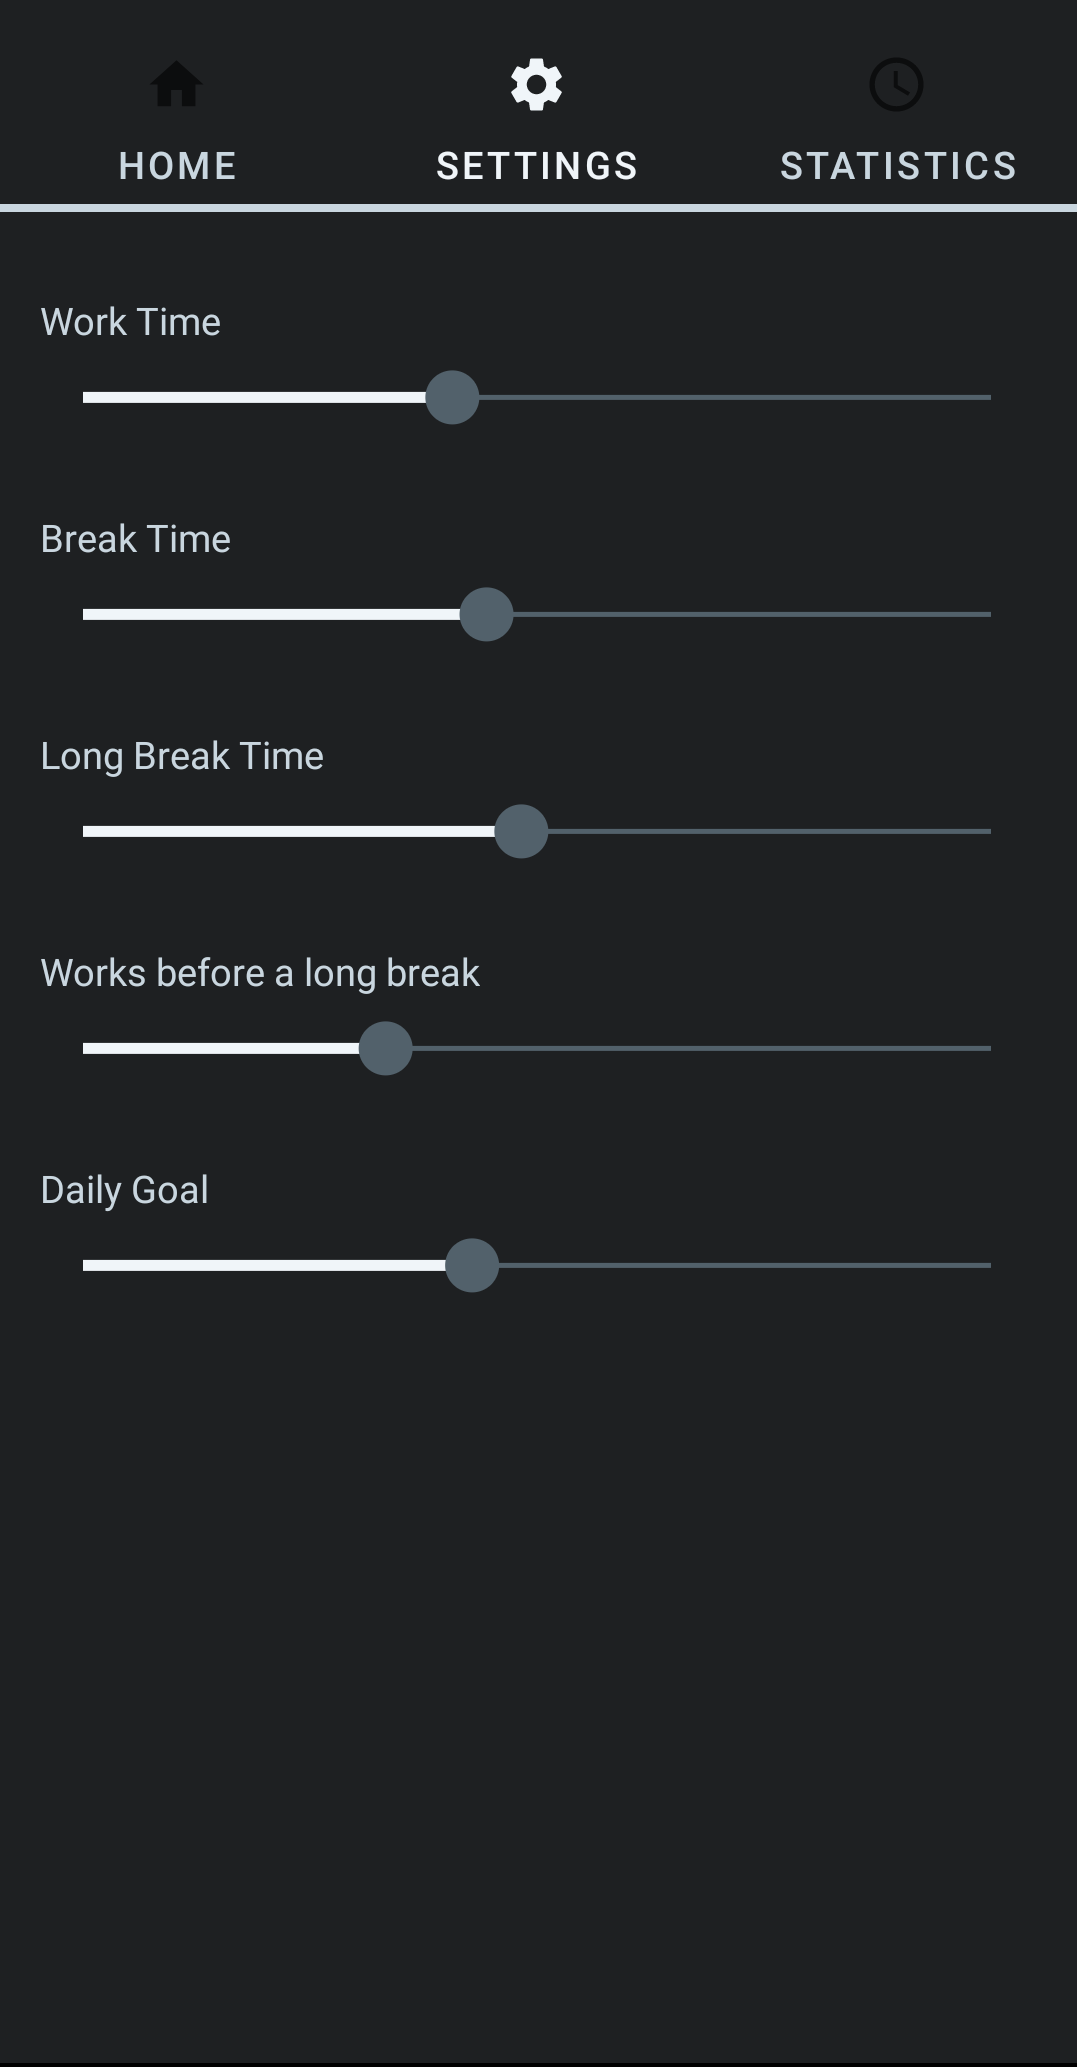 HOME SETTINGS STATISTICS
Work Time
Break Time
Long Break Time
Works before a long break
Daily Goal